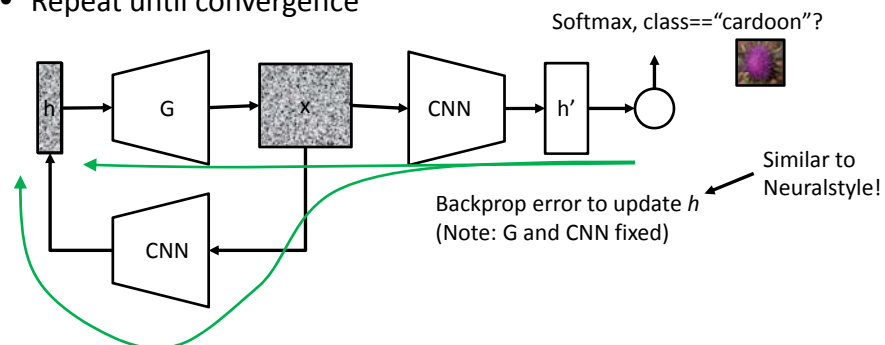 • Repeat until convergence
Softmax, class==“cardoon”?
h
G
x
CNN
h’
Similar to
Neuralstyle!
Backprop error to update h
(Note: G and CNN fixed)
CNN